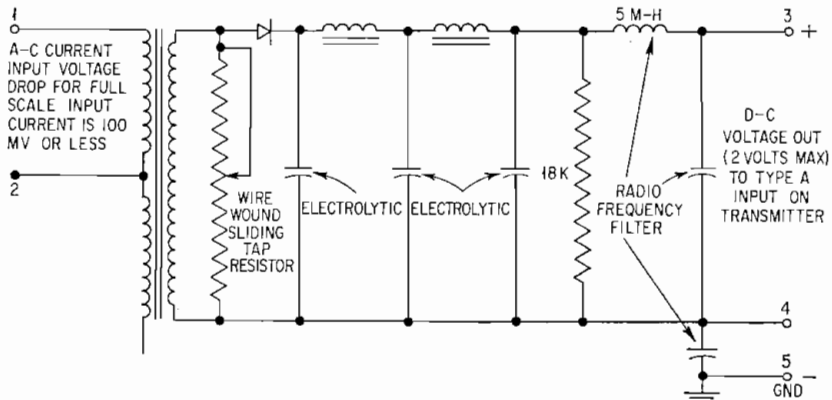 1
A-C CURRENT
INPUT VOLTAGE
DROP FOR FULL
SCALE INPUT
CURRENT IS 100
MV OR LESS
2
WIRE
WOUND
SLIDING
TAP
RESISTOR
ELECTROLYTIC
ELECTROLYTIC
18K
5 M-H
RADIO
FREQUENCY
FILTER
3
+
D-C
VOLTAGE OUT
(2 VOLTS MAX)
TO TYPE A
INPUT ON
TRANSMITTER
4
5
–
GND